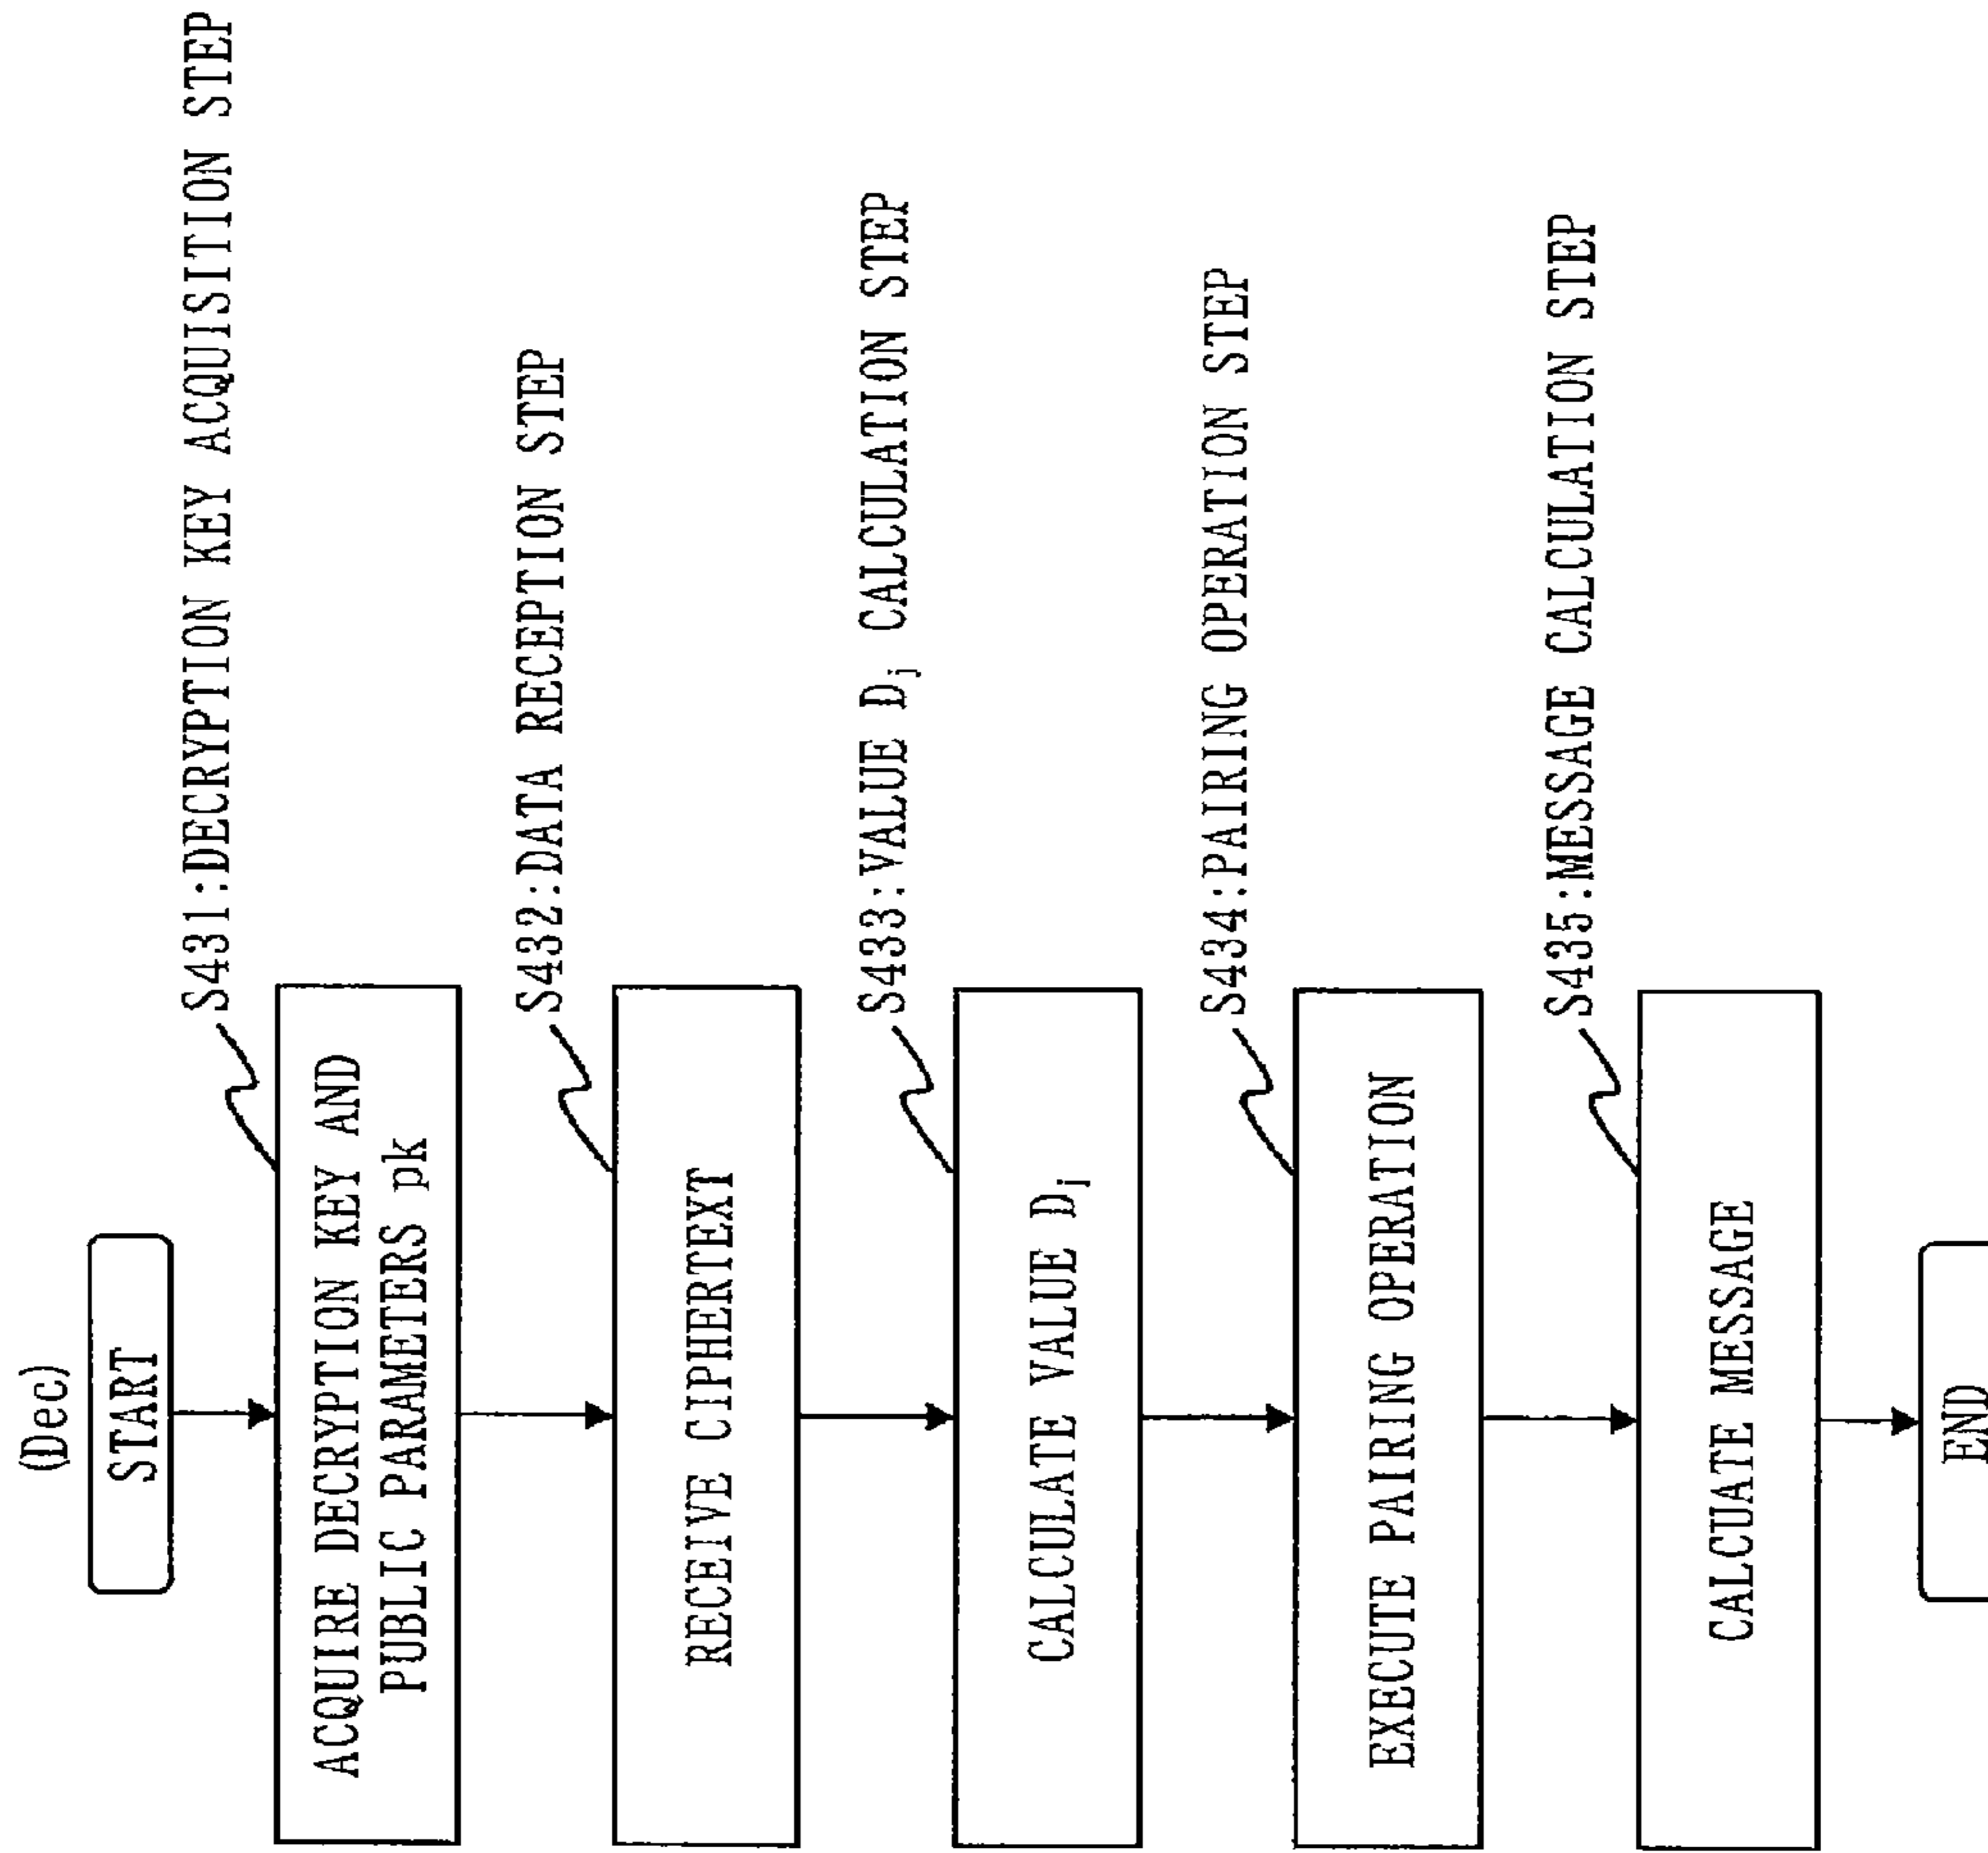 (Dec)
START
S431:DECRYPTION KEY ACQUISITION STEP
ACQUIRE DECRYPTION KEY AND
PUBLIC PARAMETERS pk
S432:DATA RECEPTION STEP
RECEIVE CIPHERTEXT
S433:VALUE Dj CALCULATION STEP
CALCULATE VALUE Dj
S434:PAIRING OPERATION STEP
EXECUTE PAIRING OPERATION
S435:MESSAGE CALCULATION STEP
CALCUATE MESSAGE
END